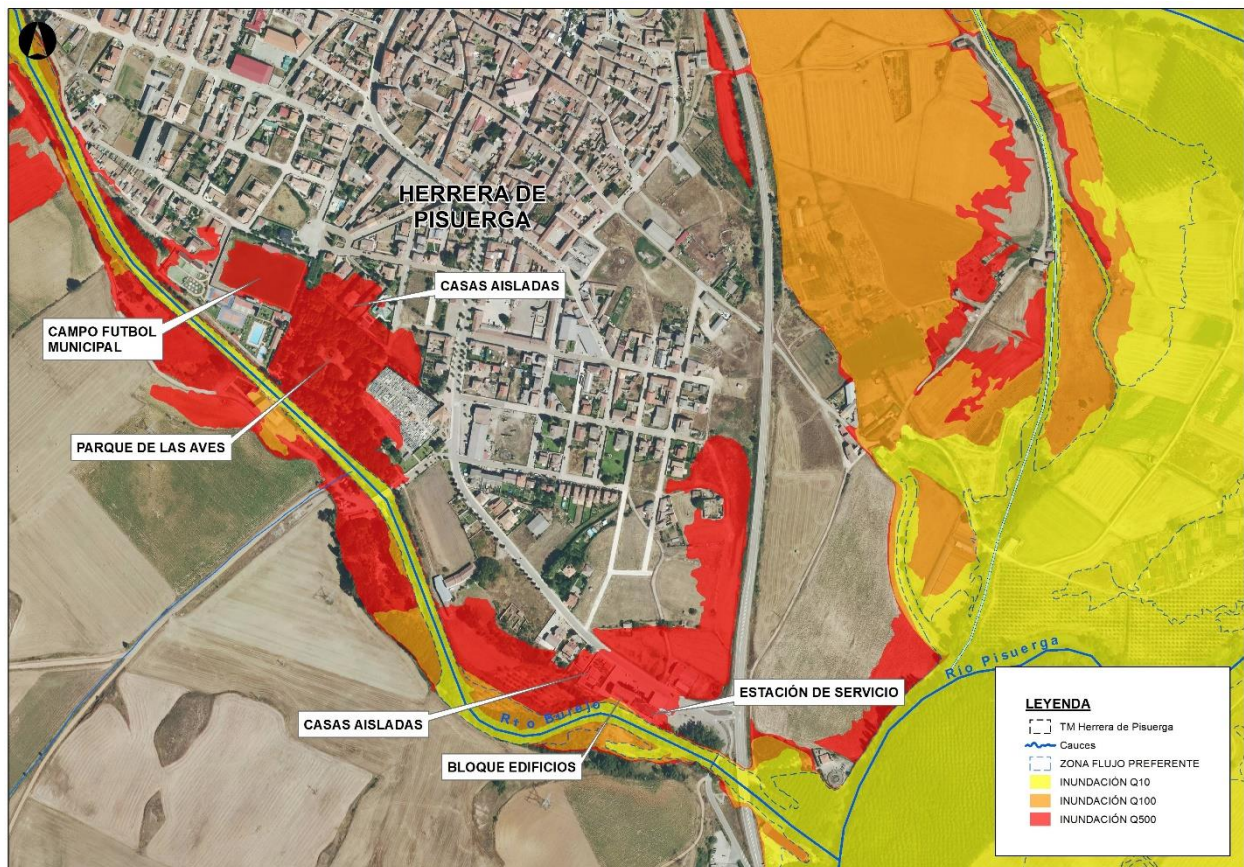 HERRERA DE
PISUERGA
CASAS AISLADAS
CAMPO FUTBOL
MUNICIPAL
PARQUE DE LAS AVES
Río Pisuerga
ESTACIÓN DE SERVICIO
Río Burejo
CASAS AISLADAS
BLOQUE EDIFICIOS
LEYENDA
TM Herrera de Pisuerga
Cauces
ZONA FLUJO PREFERENTE
INUNDACIÓN Q10
INUNDACIÓN Q100
INUNDACIÓN Q500